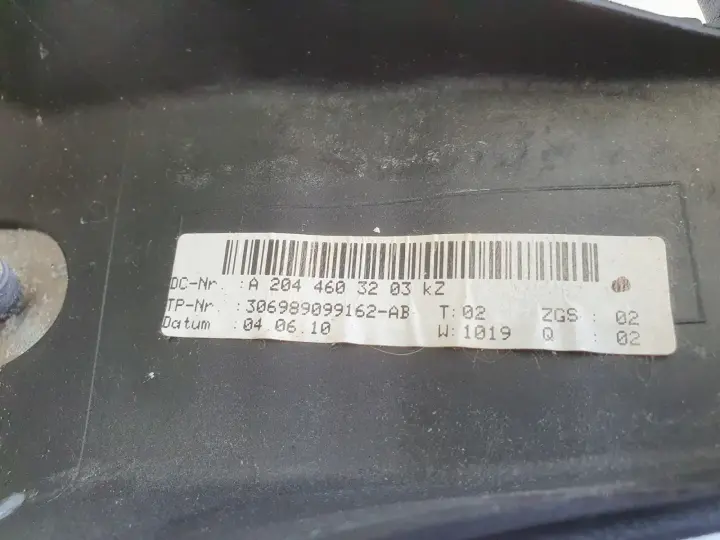 DC-Nr. :A 204 460 32 03 kZ
TP-Nr. :306989099162-AB T:02 ZGS : 02
Datum :04.06.10 W:1019 Q : 02